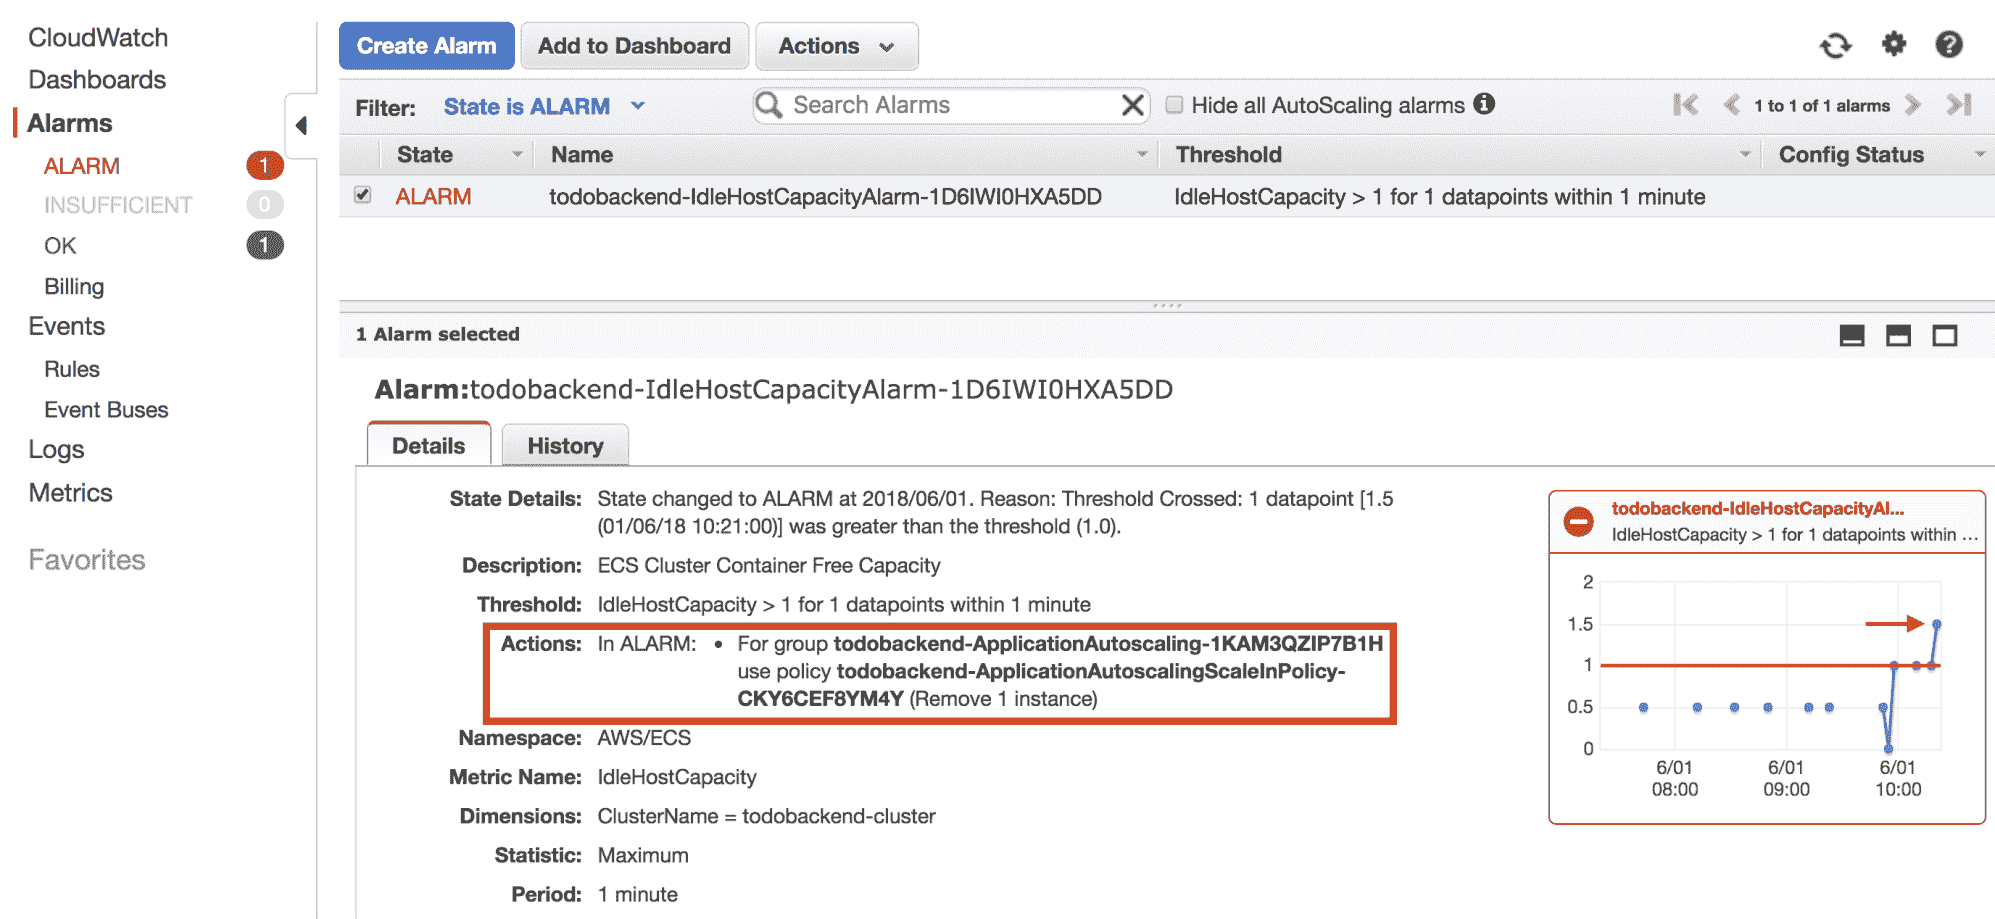 CloudWatch
Dashboards
Alarms
ALARM 1
INSUFFICIENT 0
OK 1
Billing
Events
Rules
Event Buses
Logs
Metrics
Favorites
Create Alarm Add to Dashboard Actions
Filter: State is ALARM Search Alarms Hide all AutoScaling alarms 1 to 1 of 1 alarms
State Name Threshold Config Status
ALARM todobackend-IdleHostCapacityAlarm-1D6IWI0HXA5DD IdleHostCapacity > 1 for 1 datapoints within 1 minute
1 Alarm selected
Alarm:todobackend-IdleHostCapacityAlarm-1D6IWI0HXA5DD
Details History
State Details: State changed to ALARM at 2018/06/01. Reason: Threshold Crossed: 1 datapoint [1.5
(01/06/18 10:21:00)] was greater than the threshold (1.0).
Description: ECS Cluster Container Free Capacity
Threshold: IdleHostCapacity > 1 for 1 datapoints within 1 minute
Actions: In ALARM: • For group todobackend-ApplicationAutoscaling-1KAM3QZIP7B1H
use policy todobackend-ApplicationAutoscalingScaleInPolicy-
CKY6CEF8YM4Y (Remove 1 instance)
Namespace: AWS/ECS
Metric Name: IdleHostCapacity
Dimensions: ClusterName = todobackend-cluster
Statistic: Maximum
Period: 1 minute
todobackend-IdleHostCapacityAl...
IdleHostCapacity > 1 for 1 datapoints within ...
2
1.5
1
0.5
0
6/01 6/01 6/01
08:00 09:00 10:00